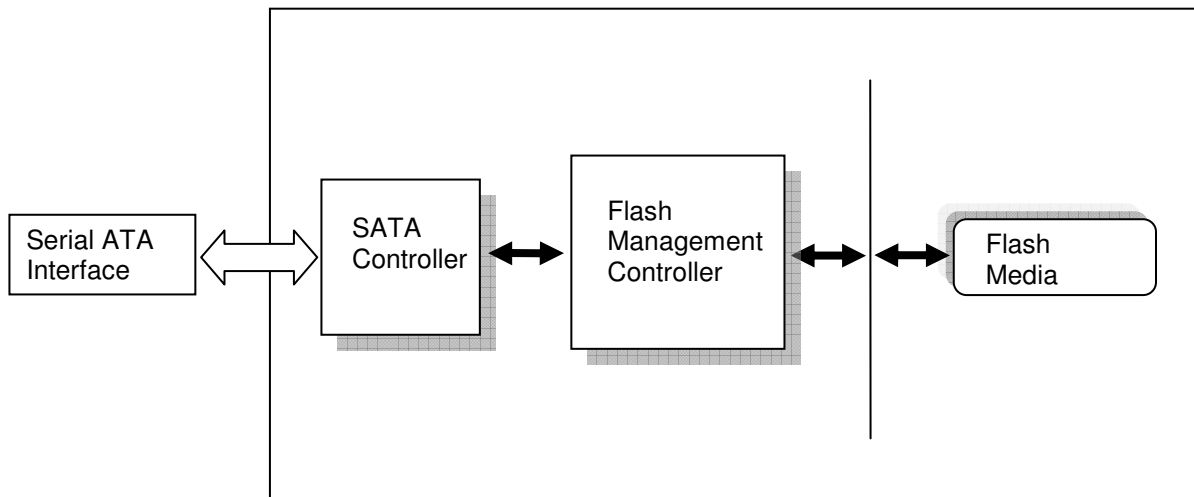 Serial ATA
Interface
SATA
Controller
Flash
Management
Controller
Flash
Media